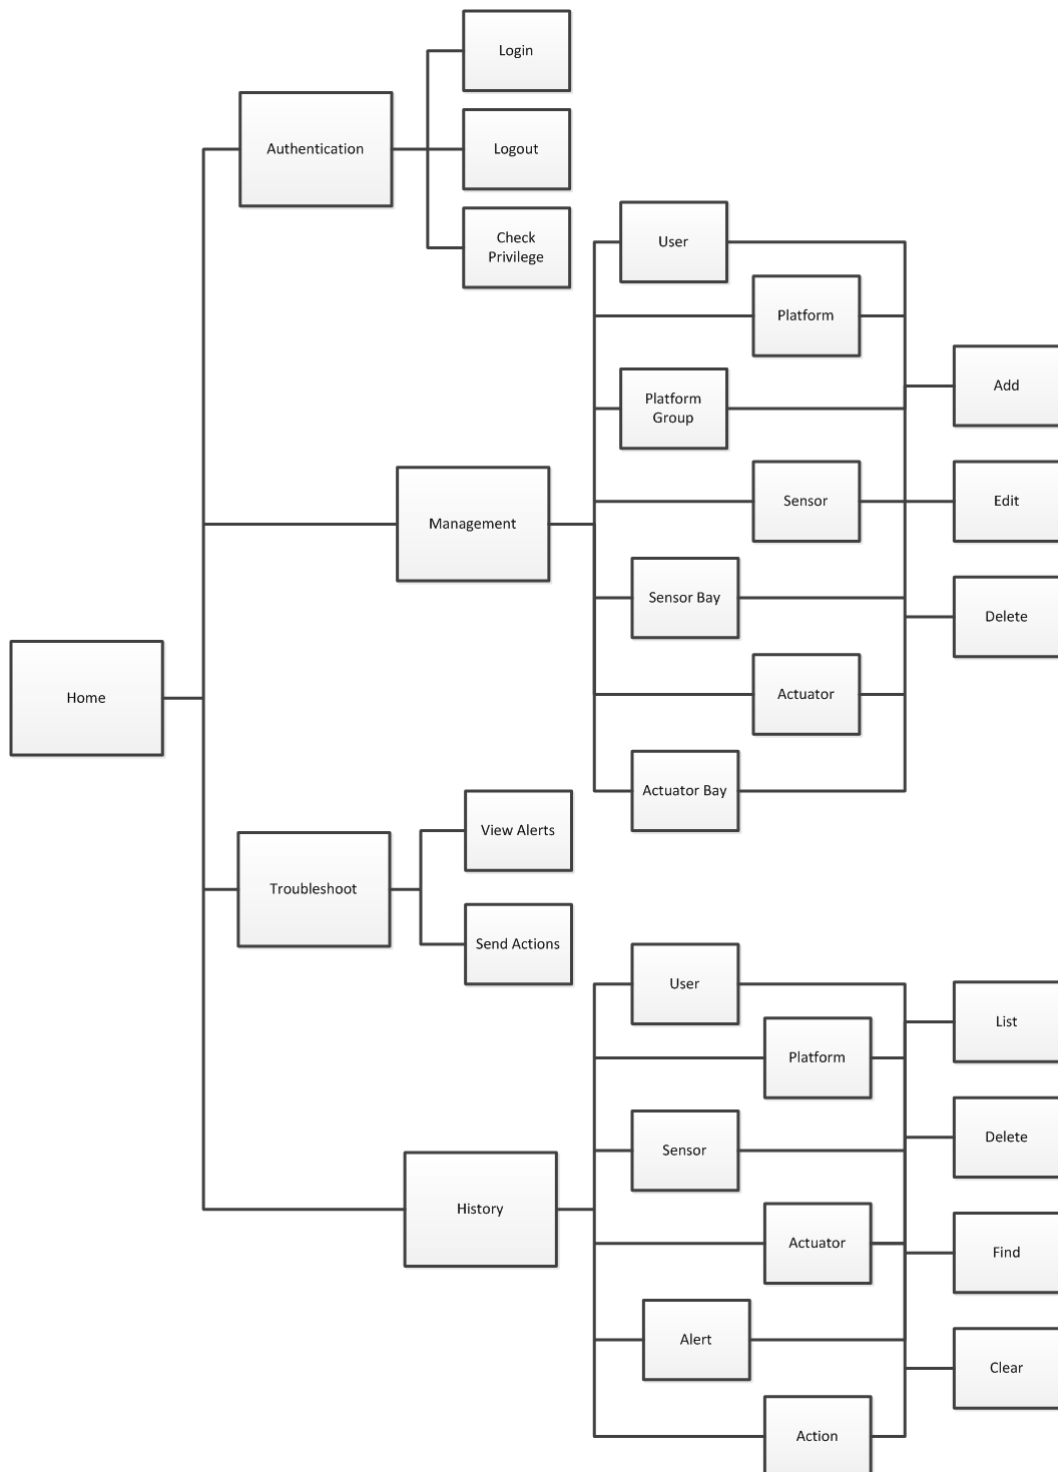 Login
Authentication
Logout
Check
Privilege
User
Platform
Platform
Group
Add
Sensor
Edit
Management
Sensor Bay
Delete
Actuator
Home
Actuator Bay
View Alerts
Troubleshoot
Send Actions
User
List
Platform
Sensor
Delete
History
Actuator
Find
Alert
Clear
Action